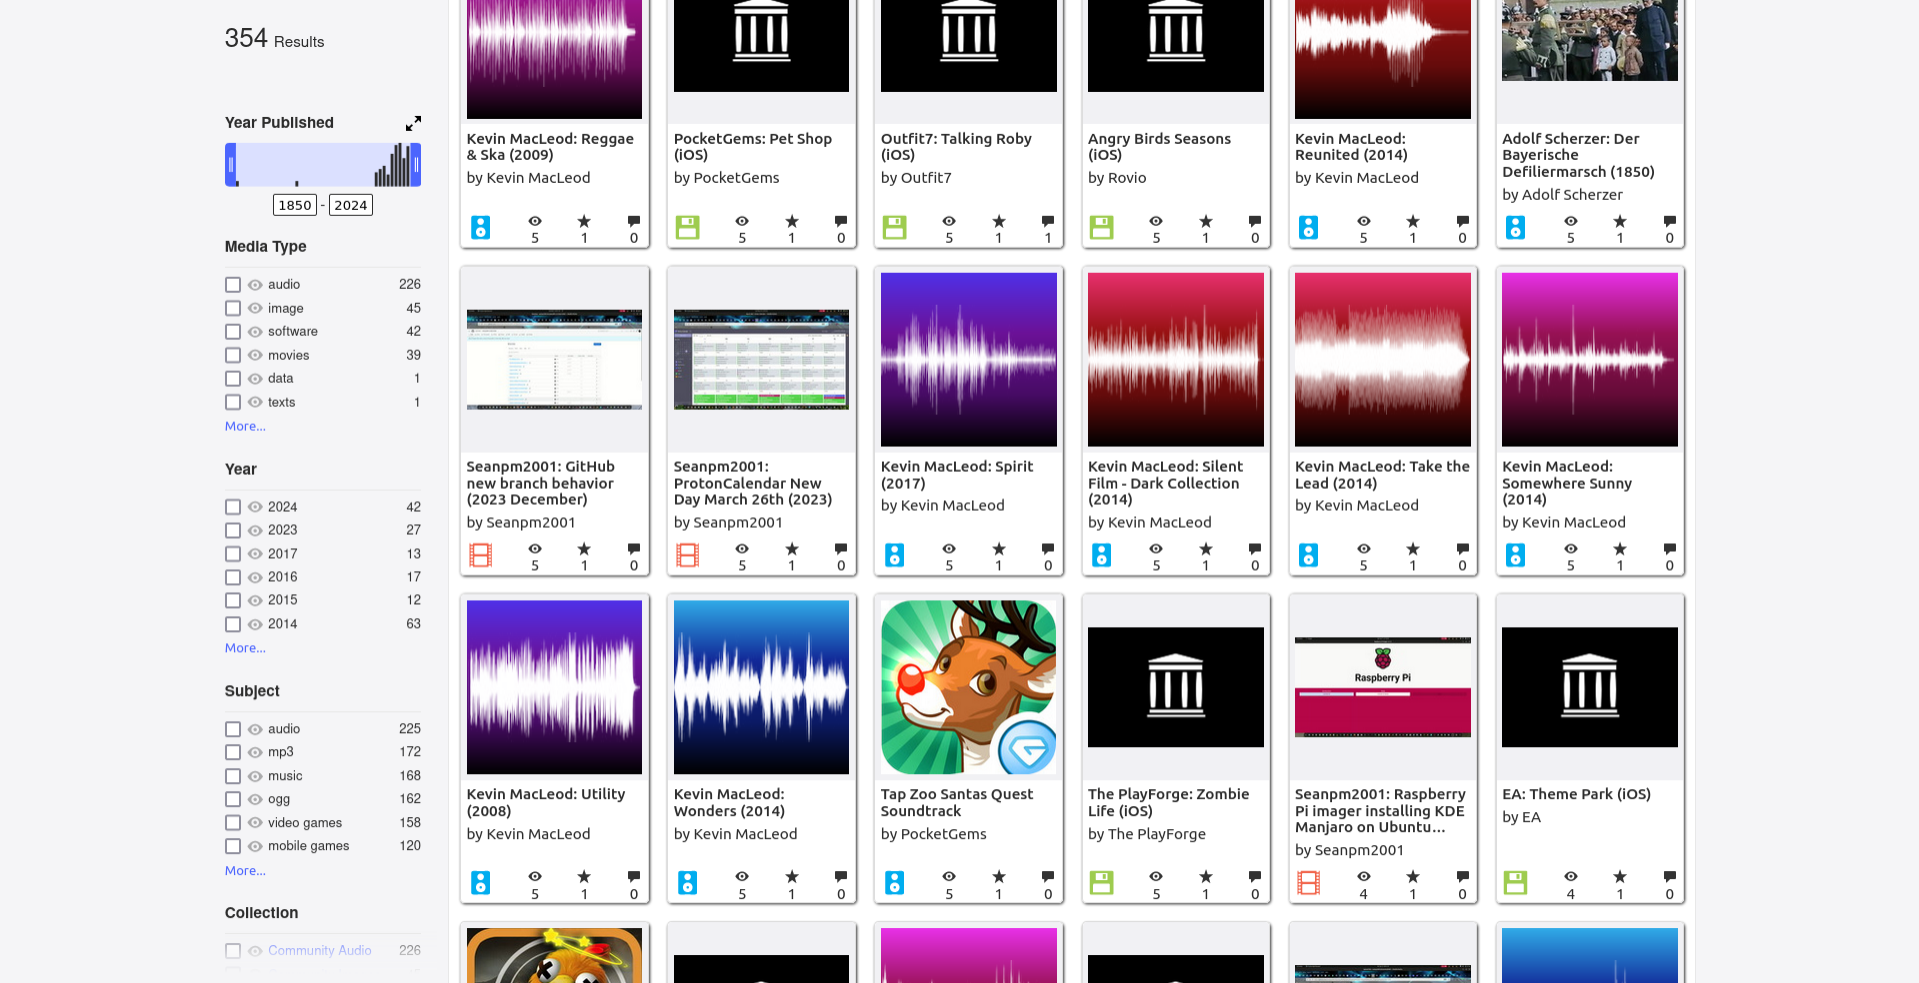 354 Results
Year Published
1850 - 2024
Media Type
audio 226
image 45
software 42
movies 39
data 1
texts 1
More...
Year
2024 42
2023 27
2017 13
2016 17
2015 12
2014 63
More...
Subject
audio 225
mp3 172
music 168
ogg 162
video games 158
mobile games 120
More...
Collection
Community Audio 226
Kevin MacLeod: Reggae
& Ska (2009)
by Kevin MacLeod
5 1 0
PocketGems: Pet Shop
(iOS)
by PocketGems
5 1 0
Outfit7: Talking Roby
(iOS)
by Outfit7
5 1 1
Angry Birds Seasons
(iOS)
by Rovio
5 1 0
Kevin MacLeod:
Reunited (2014)
by Kevin MacLeod
5 1 0
Adolf Scherzer: Der
Bayerische
Defiliermarsch (1850)
by Adolf Scherzer
5 1 0
Seanpm2001: GitHub
new branch behavior
(2023 December)
by Seanpm2001
5 1 0
Seanpm2001:
ProtonCalendar New
Day March 26th (2023)
by Seanpm2001
5 1 0
Kevin MacLeod: Spirit
(2017)
by Kevin MacLeod
5 1 0
Kevin MacLeod: Silent
Film - Dark Collection
(2014)
by Kevin MacLeod
5 1 0
Kevin MacLeod: Take the
Lead (2014)
by Kevin MacLeod
5 1 0
Kevin MacLeod:
Somewhere Sunny
(2014)
by Kevin MacLeod
5 1 0
Kevin MacLeod: Utility
(2008)
by Kevin MacLeod
5 1 0
Kevin MacLeod:
Wonders (2014)
by Kevin MacLeod
5 1 0
Tap Zoo Santas Quest
Soundtrack
by PocketGems
5 1 0
The PlayForge: Zombie
Life (iOS)
by The PlayForge
5 1 0
Raspberry Pi
Seanpm2001: Raspberry
Pi imager installing KDE
Manjaro on Ubuntu...
by Seanpm2001
4 1 0
EA: Theme Park (iOS)
by EA
4 1 0